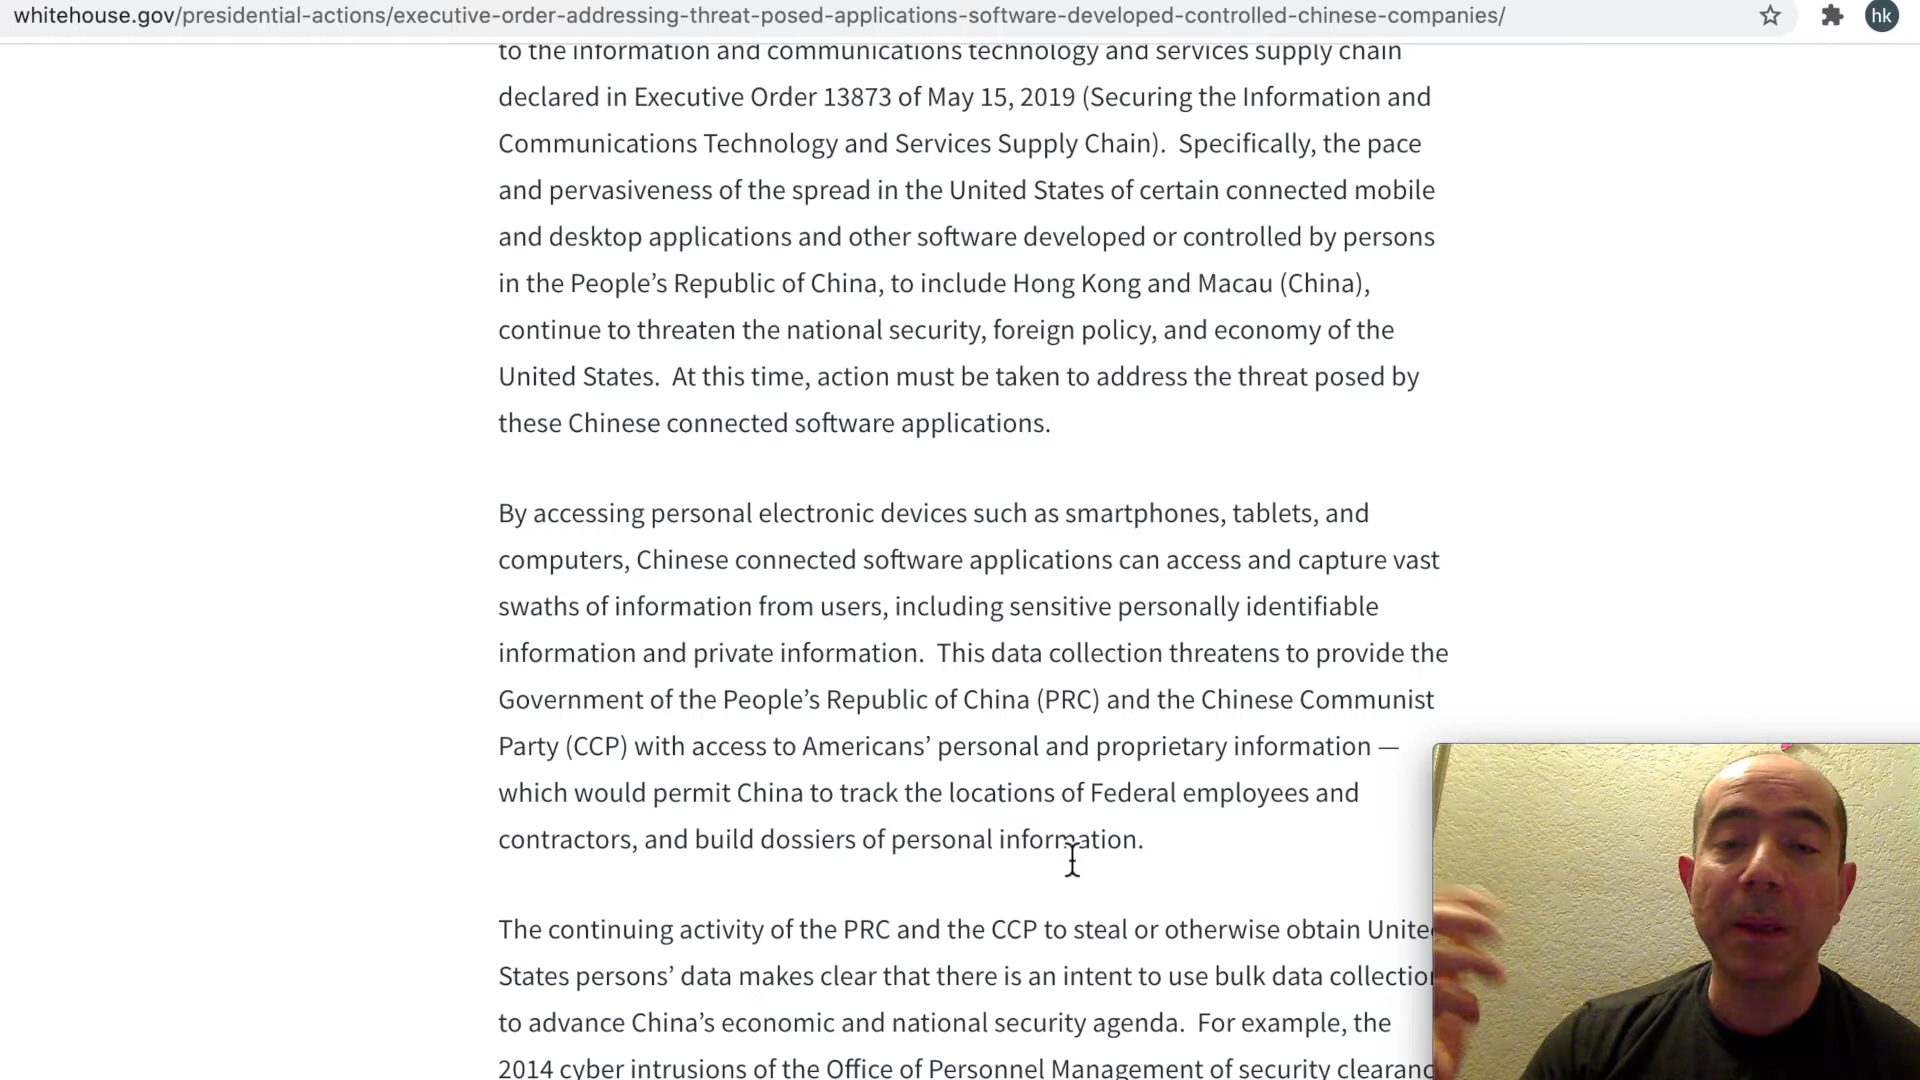 whitehouse.gov/presidential-actions/executive-order-addressing-threat-posed-applications-software-developed-controlled-chinese-companies/
hk
to the information and communications technology and services supply chain
declared in Executive Order 13873 of May 15, 2019 (Securing the Information and
Communications Technology and Services Supply Chain).  Specifically, the pace
and pervasiveness of the spread in the United States of certain connected mobile
and desktop applications and other software developed or controlled by persons
in the People’s Republic of China, to include Hong Kong and Macau (China),
continue to threaten the national security, foreign policy, and economy of the
United States.  At this time, action must be taken to address the threat posed by
these Chinese connected software applications.
By accessing personal electronic devices such as smartphones, tablets, and
computers, Chinese connected software applications can access and capture vast
swaths of information from users, including sensitive personally identifiable
information and private information.  This data collection threatens to provide the
Government of the People’s Republic of China (PRC) and the Chinese Communist
Party (CCP) with access to Americans’ personal and proprietary information —
which would permit China to track the locations of Federal employees and
contractors, and build dossiers of personal information.
The continuing activity of the PRC and the CCP to steal or otherwise obtain Unite
States persons’ data makes clear that there is an intent to use bulk data collection
to advance China’s economic and national security agenda.  For example, the
2014 cyber intrusions of the Office of Personnel Management of security clearanc